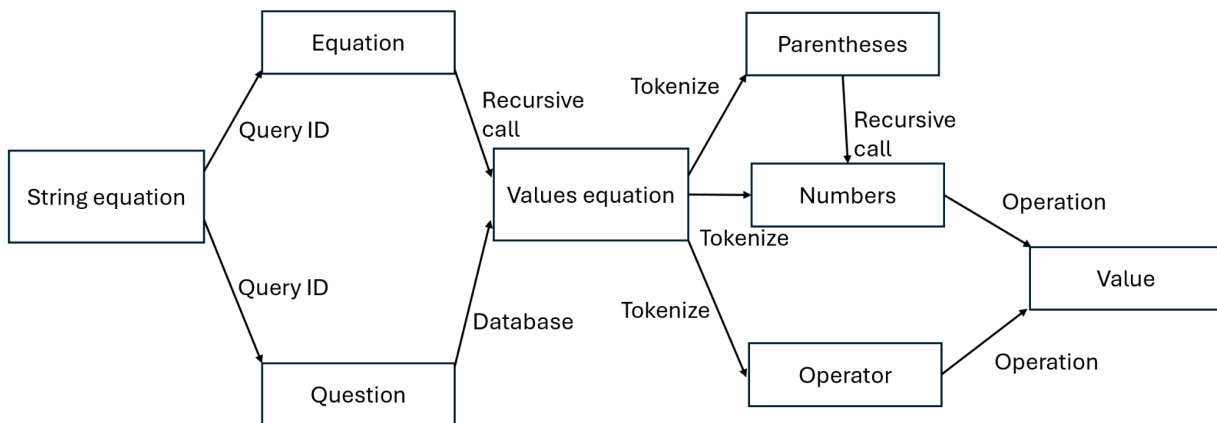 Equation
Parentheses
Tokenize
Recursive
call
Query ID
Recursive
call
String equation
Values equation
Numbers
Operation
Tokenize
Query ID
Value
Tokenize
Database
Operation
Operator
Question